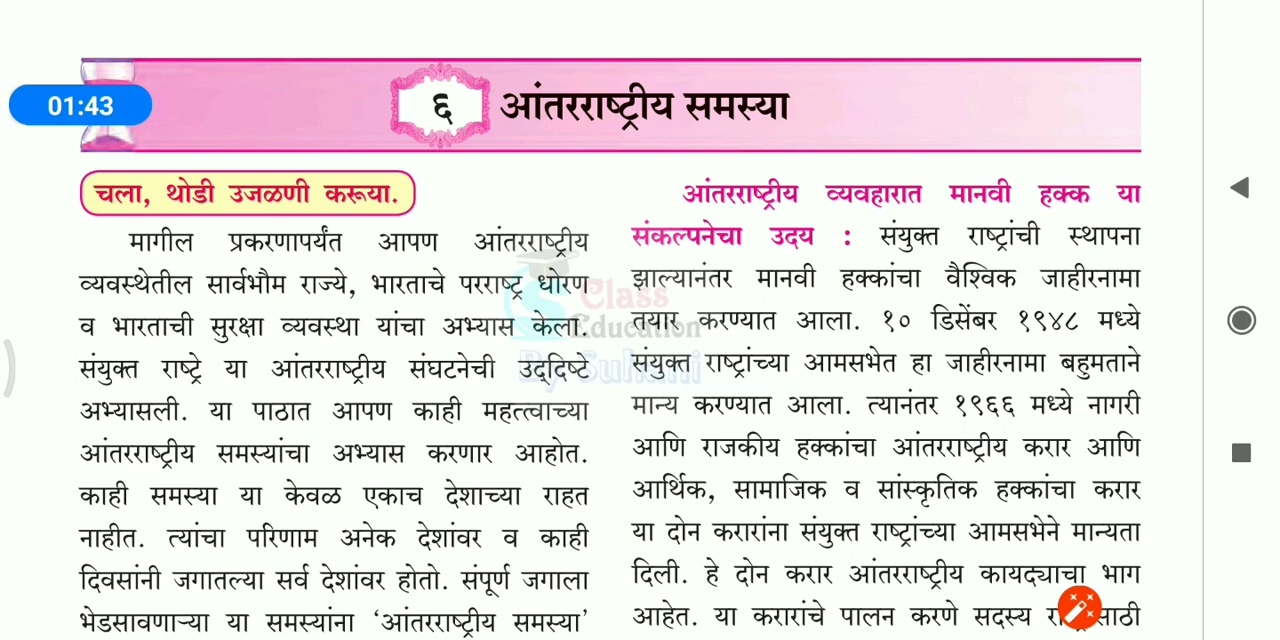 01:43
६ आंतरराष्ट्रीय समस्या
चला, थोडी उजळणी करूया.
मागील प्रकरणापर्यंत आपण आंतरराष्ट्रीय
व्यवस्थेतील सार्वभौम राज्ये, भारताचे परराष्ट्र धोरण
व भारताची सुरक्षा व्यवस्था यांचा अभ्यास केला.
संयुक्त राष्ट्रे या आंतरराष्ट्रीय संघटनेची उद्‌दिष्टे
अभ्यासली. या पाठात आपण काही महत्त्वाच्या
आंतरराष्ट्रीय समस्यांचा अभ्यास करणार आहोत.
काही समस्या या केवळ एकाच देशाच्या राहत
नाहीत. त्यांचा परिणाम अनेक देशांवर व काही
दिवसांनी जगातल्या सर्व देशांवर होतो. संपूर्ण जगाला
भेडसावणाऱ्या या समस्यांना ‘आंतरराष्ट्रीय समस्या’
आंतरराष्ट्रीय व्यवहारात मानवी हक्क या
संकल्पनेचा उदय : संयुक्त राष्ट्रांची स्थापना
झाल्यानंतर मानवी हक्कांचा वैश्विक जाहीरनामा
तयार करण्यात आला. १० डिसेंबर १९४८ मध्ये
संयुक्त राष्ट्रांच्या आमसभेत हा जाहीरनामा बहुमताने
मान्य करण्यात आला. त्यानंतर १९६६ मध्ये नागरी
आणि राजकीय हक्कांचा आंतरराष्ट्रीय करार आणि
आर्थिक, सामाजिक व सांस्कृतिक हक्कांचा करार
या दोन करारांना संयुक्त राष्ट्रांच्या आमसभेने मान्यता
दिली. हे दोन करार आंतरराष्ट्रीय कायद्याचा भाग
आहेत. या करारांचे पालन करणे सदस्य
Class
Education
By Suhani